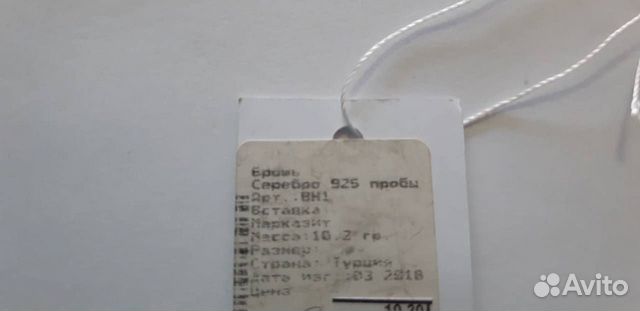 Брошь
Серебро 925 пробы
Арт.:ВН1
Вставка
Марказит
Масса:10.2 гр.
Размер:
Страна: Турция
Дата изг.:03 2018
Цена
Avito